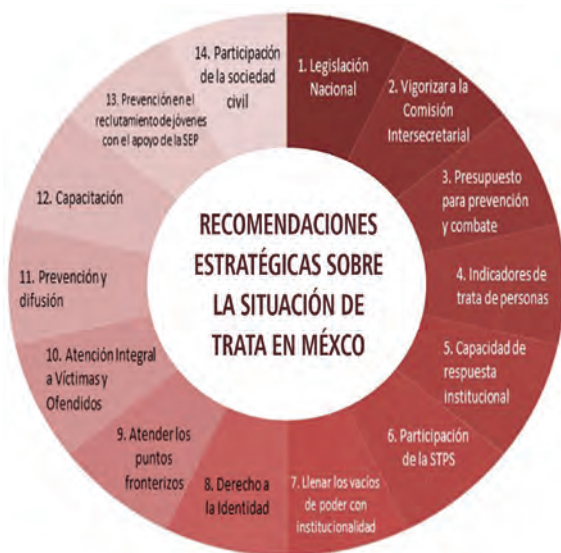 RECOMENDACIONES
ESTRATÉGICAS SOBRE
LA SITUACIÓN DE
TRATA EN MÉXCO
1. Legislación
Nacional
2. Vigorizar a la
Comisión
Intersecretarial
3. Presupuesto
para prevención
y combate
4. Indicadores de
trata de personas
5. Capacidad de
respuesta
institucional
6. Participación
de la STPS
7. Llenar los vacíos
de poder con
institucionalidad
8. Derecho a
la Identidad
9. Atender los
puntos
fronterizos
10. Atención Integral
a Víctimas y
Ofendidos
11. Prevención y
difusión
12. Capacitación
13. Prevención en el
reclutamiento de jóvenes
con el apoyo de la SEP
14. Participación
de la sociedad
civil